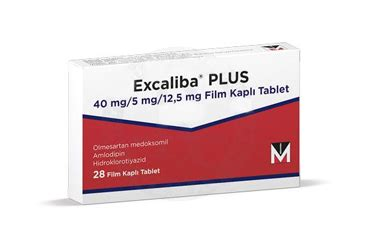 Excaliba® PLUS
40 mg/5 mg/12,5 mg Film Kaplı Tablet
Olmesartan medoksomil
Amlodipin
Hidroklorotiyazid
28 Film Kaplı Tablet
M